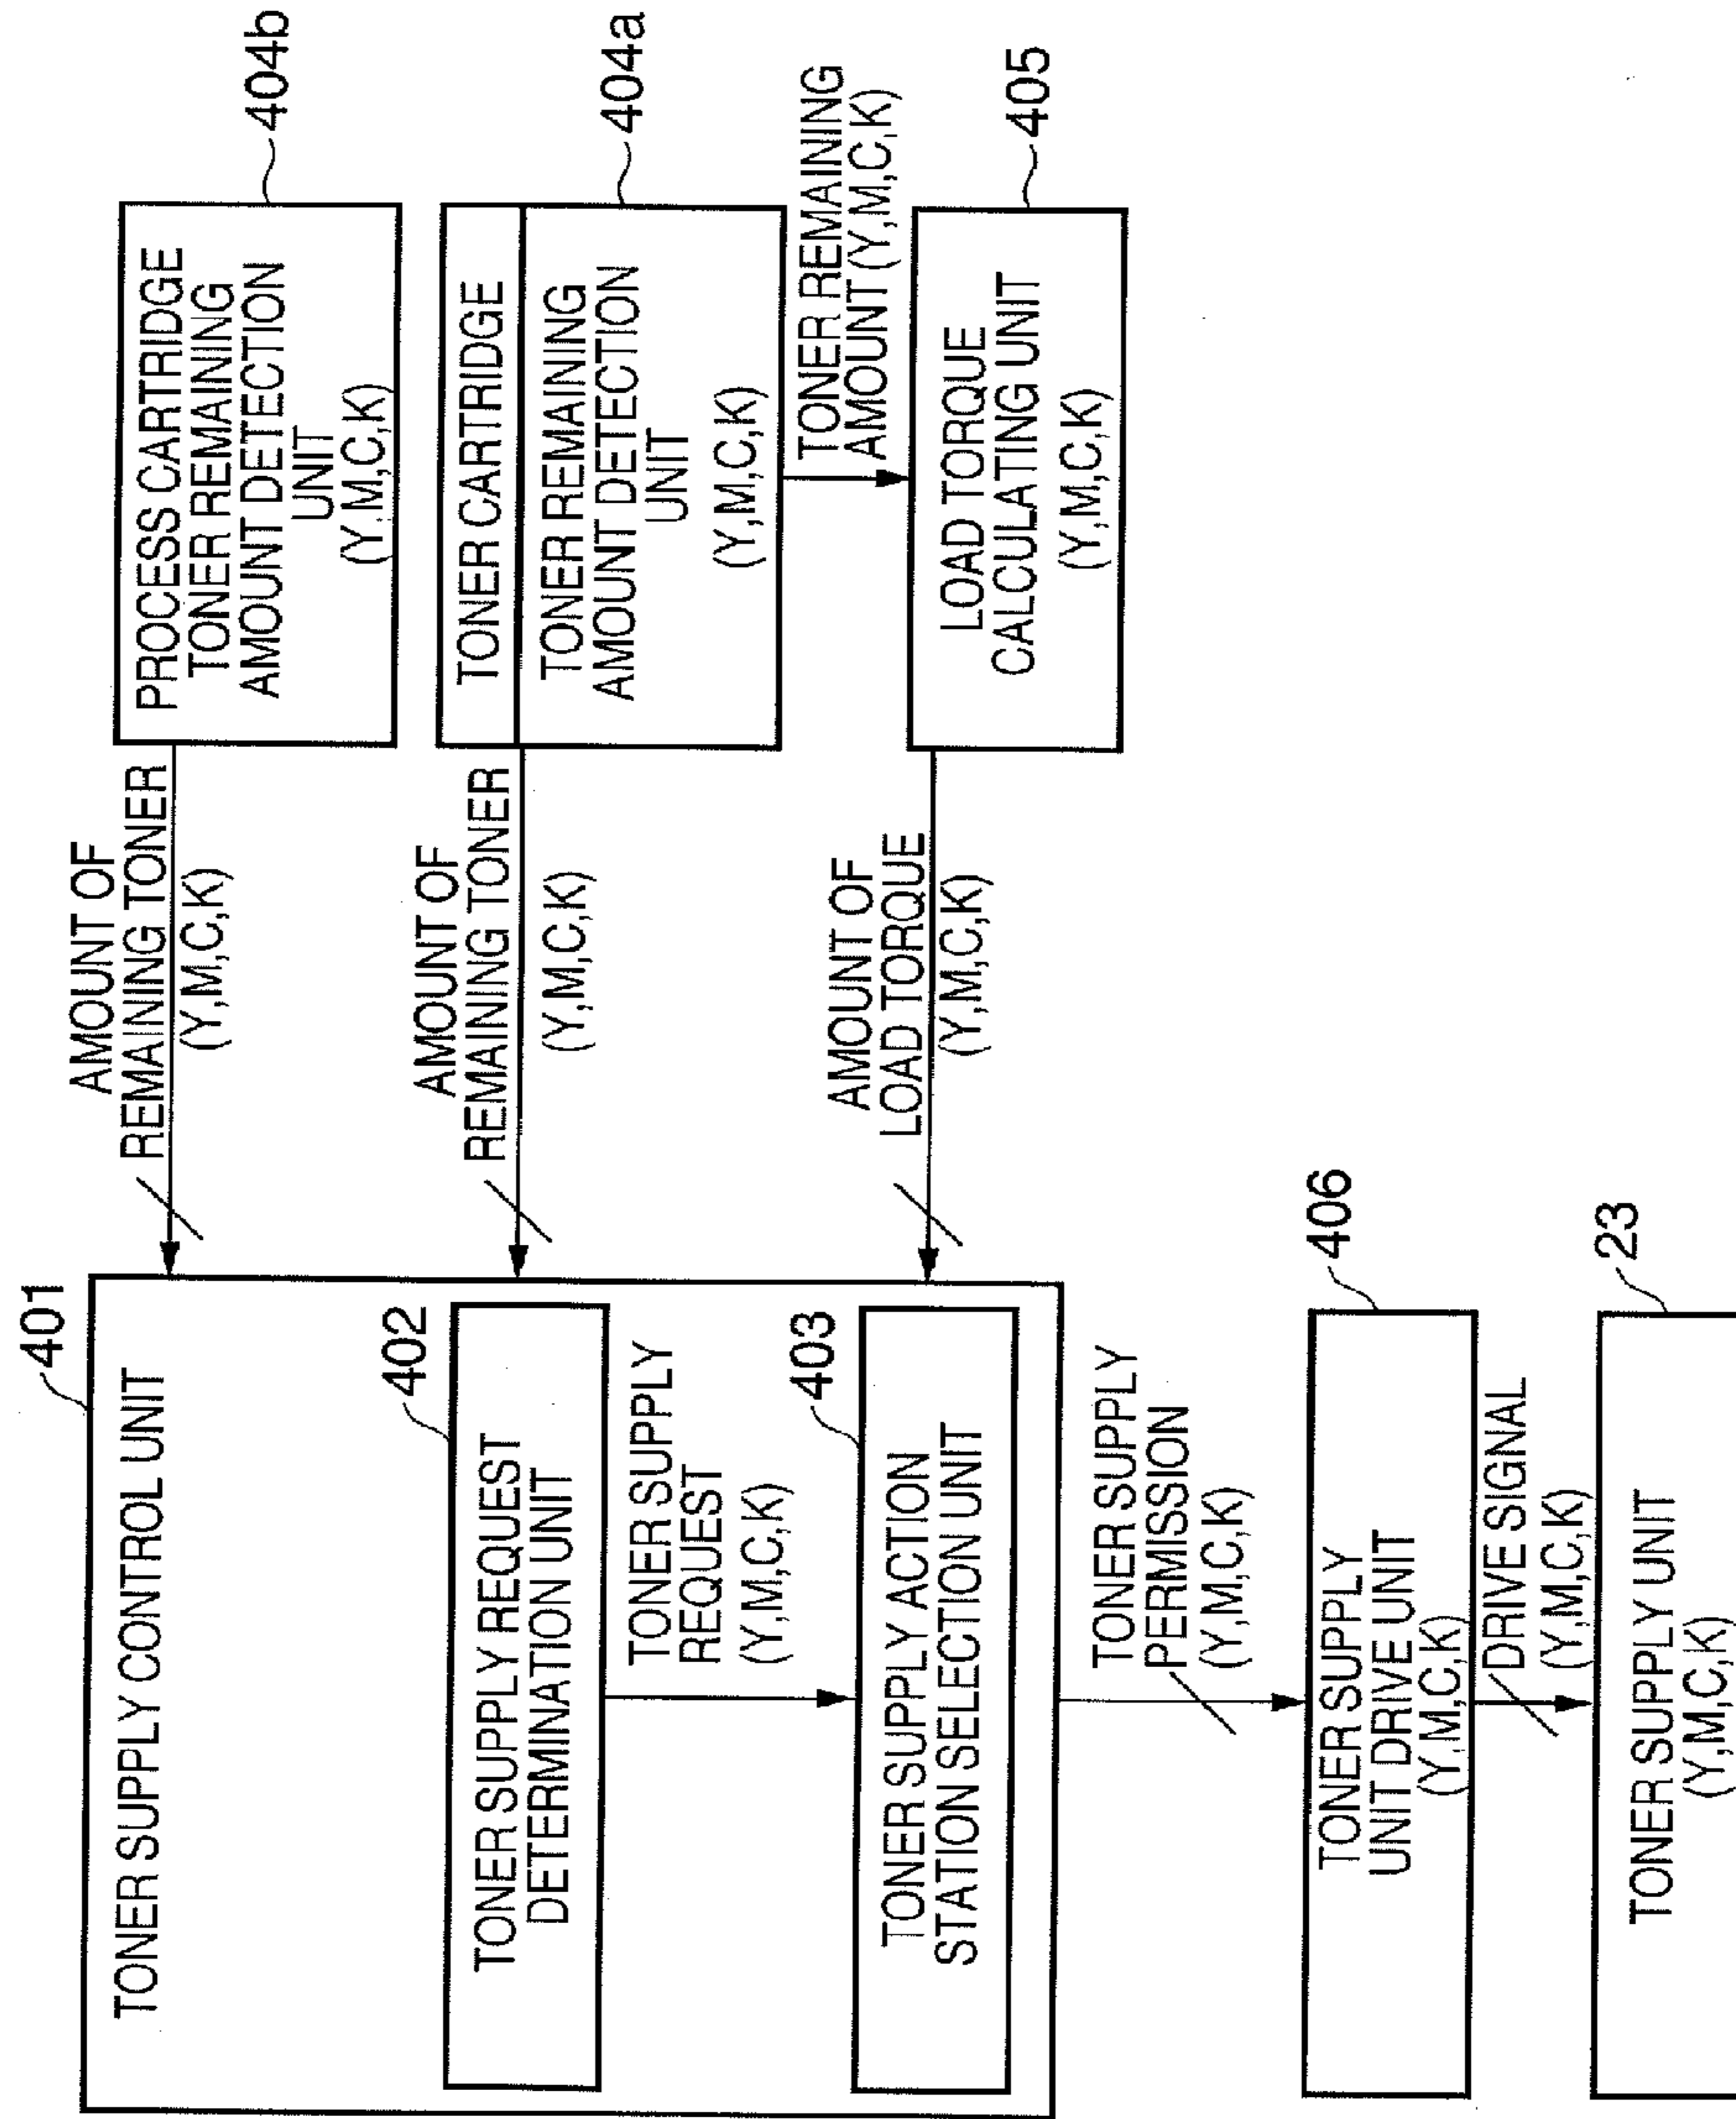 401
TONER SUPPLY CONTROL UNIT
402
TONER SUPPLY REQUEST
DETERMINATION UNIT
TONER SUPPLY
REQUEST
(Y,M,C,K)
403
TONER SUPPLY ACTION
STATION SELECTION UNIT
TONER SUPPLY
PERMISSION
(Y,M,C,K)
406
TONER SUPPLY
UNIT DRIVE UNIT
(Y,M,C,K)
DRIVE SIGNAL
(Y,M,C,K)
23
TONER SUPPLY UNIT
(Y,M,C,K)
AMOUNT OF
REMAINING TONER
(Y,M,C,K)
AMOUNT OF
REMAINING TONER
(Y,M,C,K)
AMOUNT OF
LOAD TORQUE
(Y,M,C,K)
404b
PROCESS CARTRIDGE
TONER REMAINING
AMOUNT DETECTION
UNIT
(Y,M,C,K)
404a
TONER CARTRIDGE
TONER REMAINING
AMOUNT DETECTION
UNIT
(Y,M,C,K)
TONER REMAINING
AMOUNT (Y,M,C,K)
405
LOAD TORQUE
CALCULATING UNIT
(Y,M,C,K)